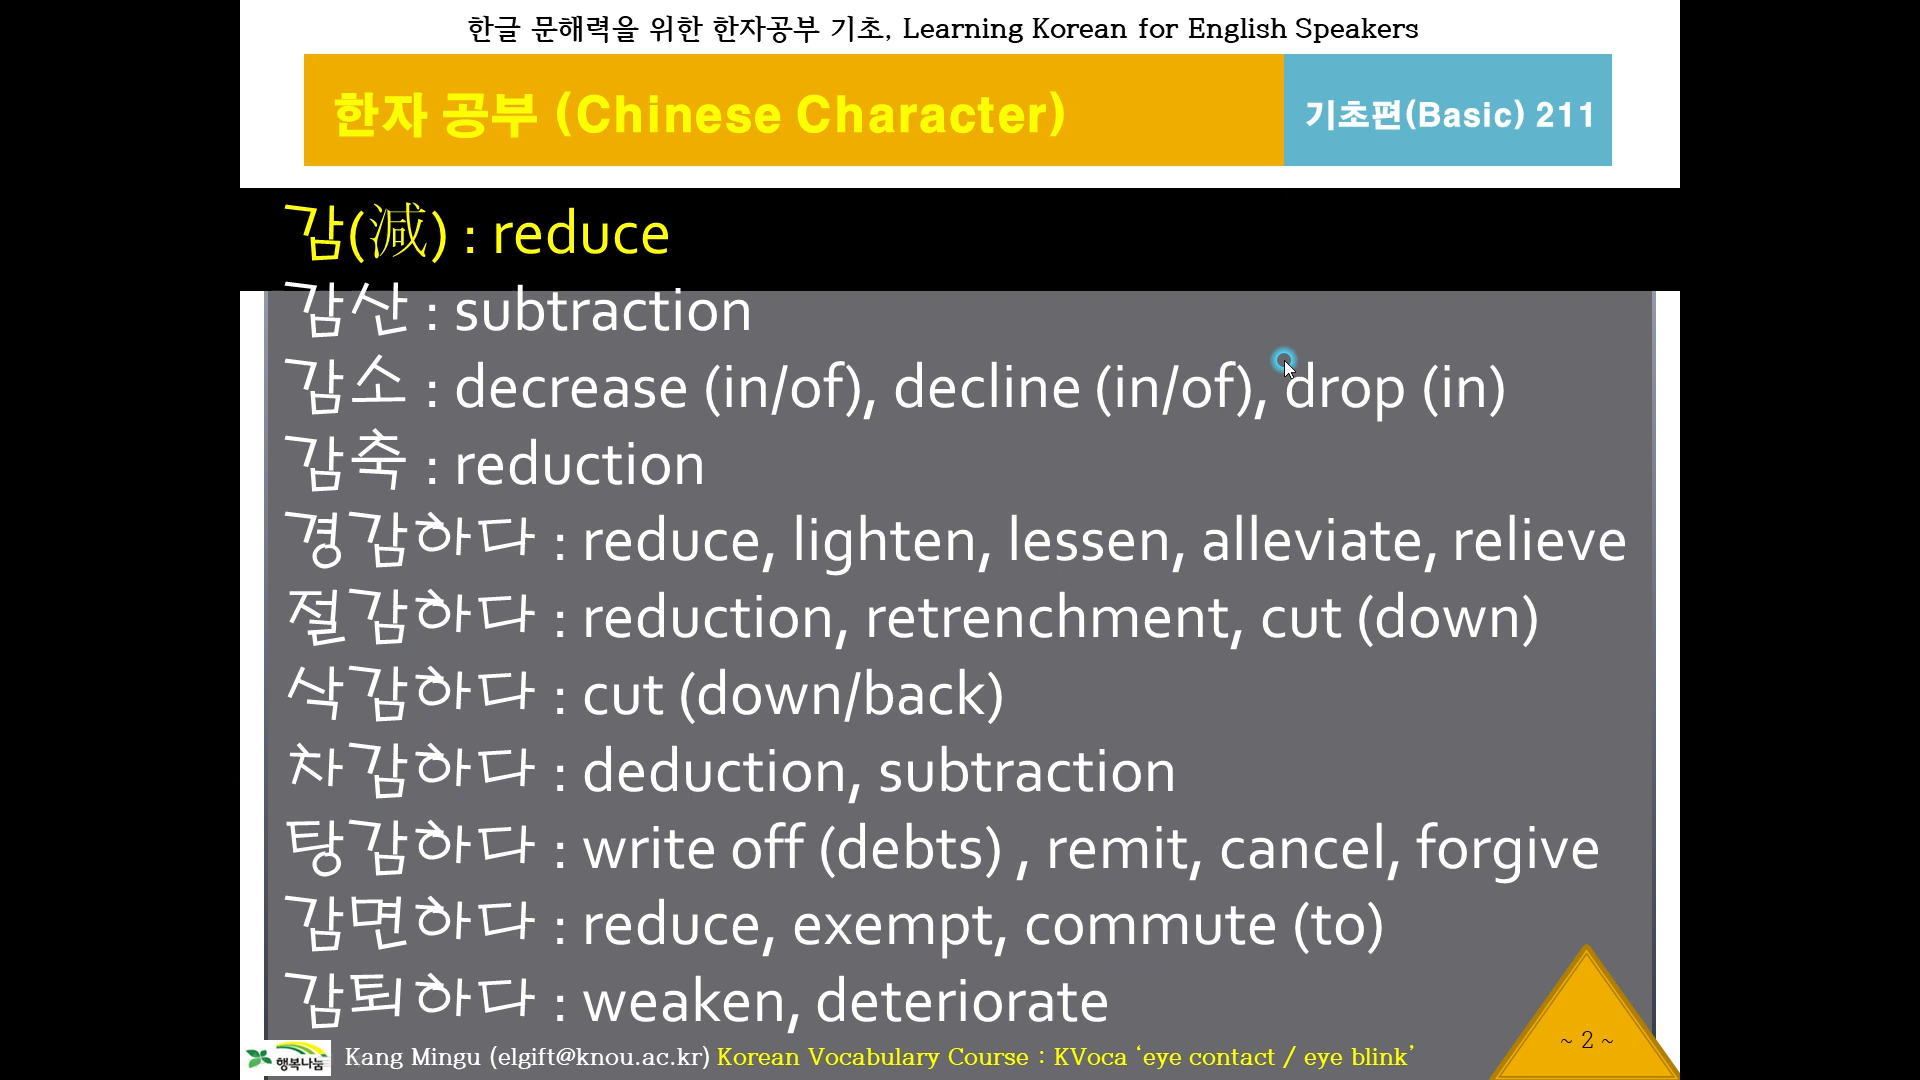 한글 문해력을 위한 한자공부 기초, Learning Korean for English Speakers
한자 공부 (Chinese Character)
기초편(Basic) 211
감(減) : reduce
감산 : subtraction
감소 : decrease (in/of), decline (in/of), drop (in)
감축 : reduction
경감하다 : reduce, lighten, lessen, alleviate, relieve
절감하다 : reduction, retrenchment, cut (down)
삭감하다 : cut (down/back)
차감하다 : deduction, subtraction
탕감하다 : write off (debts) , remit, cancel, forgive
감면하다 : reduce, exempt, commute (to)
감퇴하다 : weaken, deteriorate
~ 2 ~
행복나눔
Kang Mingu (elgift@knou.ac.kr) Korean Vocabulary Course : KVoca ‘eye contact / eye blink’